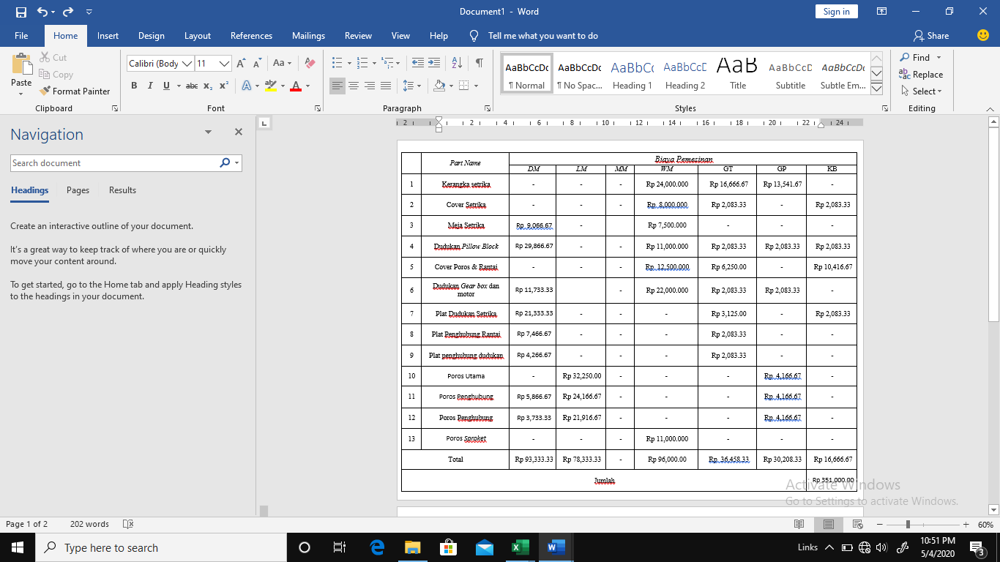 Document1 - Word
Sign in
File Home Insert Design Layout References Mailings Review View Help Tell me what you want to do Share
Paste
Cut
Copy
Format Painter
Clipboard
Calibri (Body 11
Font
Paragraph
AaBbCcDc AaBbCcDc AaBbCc AaBbCcC AaB AaBbCcD AaBbCcDc
¶ Normal ¶ No Spac... Heading 1 Heading 2 Title Subtitle Subtle Em...
Styles
Find
Replace
Select
Editing
2 2 4 6 8 10 12 14 16 18 20 22 24
Navigation
Search document
Headings Pages Results
Create an interactive outline of your document.
It's a great way to keep track of where you are or quickly
move your content around.
To get started, go to the Home tab and apply Heading styles
to the headings in your document.
Part Name Biaya Pemesinan
DM LM MM WM GT GP KB
1 Kerangka setrika - - - Rp 24,000.000 Rp 16,666.67 Rp 13,541.67 -
2 Cover Setrika - - - Rp 8,000.000 Rp 2,083.33 - Rp 2,083.33
3 Meja Setrika Rp 9,066.67 - Rp 7,500.000 - - -
4 Dudukan Pillow Block Rp 29,866.67 - - Rp 11,000.000 Rp 2,083.33 Rp 2,083.33 Rp 2,083.33
5 Cover Poros & Rantai - - - Rp 12,500.000 Rp 6,250.00 - Rp 10,416.67
6 Dudukan Gear box dan motor Rp 11,733.33 - Rp 22,000.000 Rp 2,083.33 Rp 2,083.33 -
7 Plat Dudukan Setrika Rp 21,333.33 - - - Rp 3,125.00 - Rp 2,083.33
8 Plat Penghubung Rantai Rp 7,466.67 - - - Rp 2,083.33 - -
9 Plat penghubung dudukan Rp 4,266.67 - - - Rp 2,083.33 - -
10 Poros Utama - Rp 32,250.00 - - - Rp 4,166.67 -
11 Poros Penghubung Rp 5,866.67 Rp 24,166.67 - - - Rp 4,166.67 -
12 Poros Penghubung Rp 3,733.33 Rp 21,916.67 - - - Rp 4,166.67 -
13 Poros Sproket - - - Rp 11,000.000 - - -
Total Rp 93,333.33 Rp 78,333.33 - Rp 96,000.00 Rp 36,458.33 Rp 30,208.33 Rp 16,666.67
Jumlah Rp 351,000.00
Activate Windows
Go to Settings to activate Windows.
Page 1 of 2 202 words 60%
Type here to search
Links
10:51 PM
5/4/2020
3